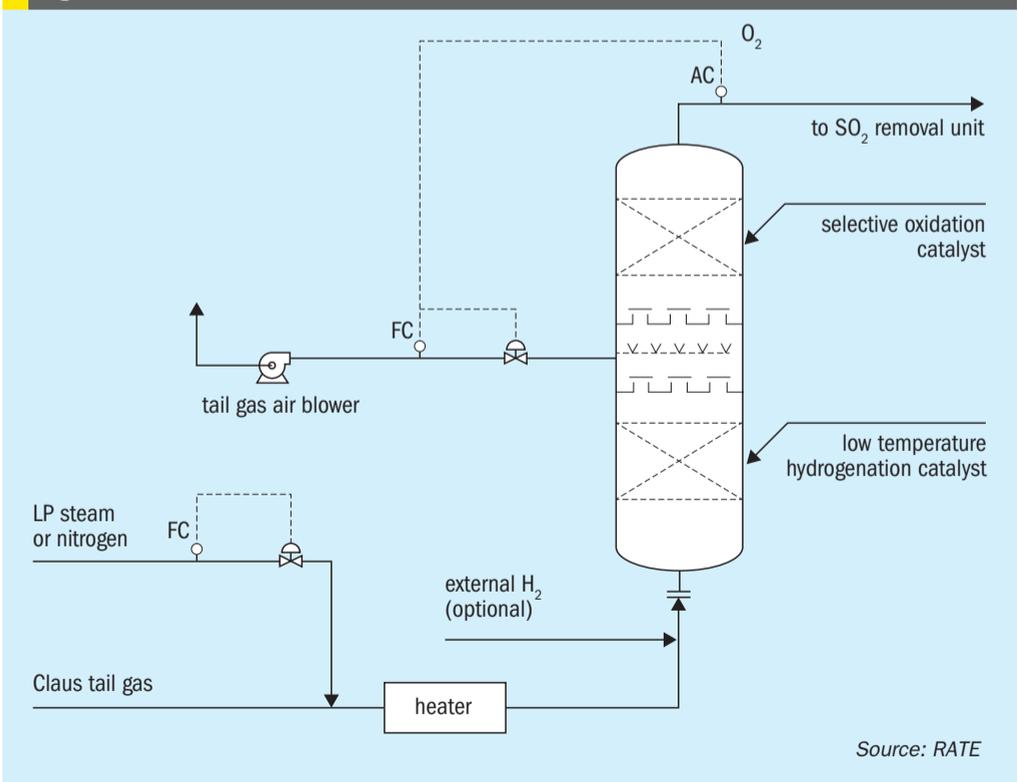 O₂
AC
to SO₂ removal unit
selective oxidation
catalyst
FC
tail gas air blower
low temperature
hydrogenation catalyst
LP steam
or nitrogen
FC
external H₂
(optional)
Claus tail gas
heater
Source: RATE